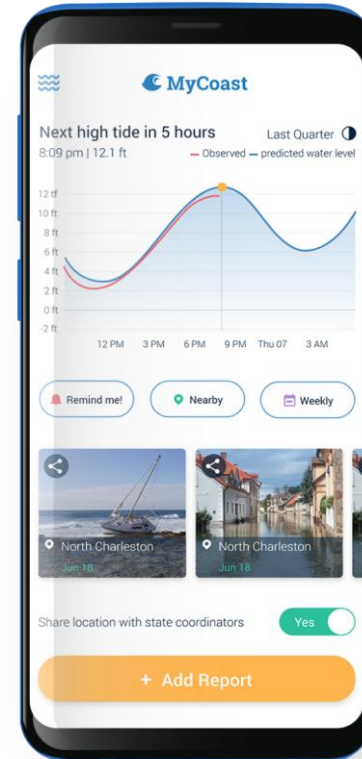 MyCoast
Next high tide in 5 hours
Last Quarter
8:09 pm | 12.1 ft
Observed
predicted water level
12 tf
10 ft
8 ft
6 ft
4 ft
2 ft
0 ft
-2 ft
12 PM 3 PM 6 PM 9 PM Thu 07 3 AM
Remind me!
Nearby
Weekly
North Charleston
Jun 18
North Charleston
Jun 18
Share location with state coordinators
Yes
+ Add Report